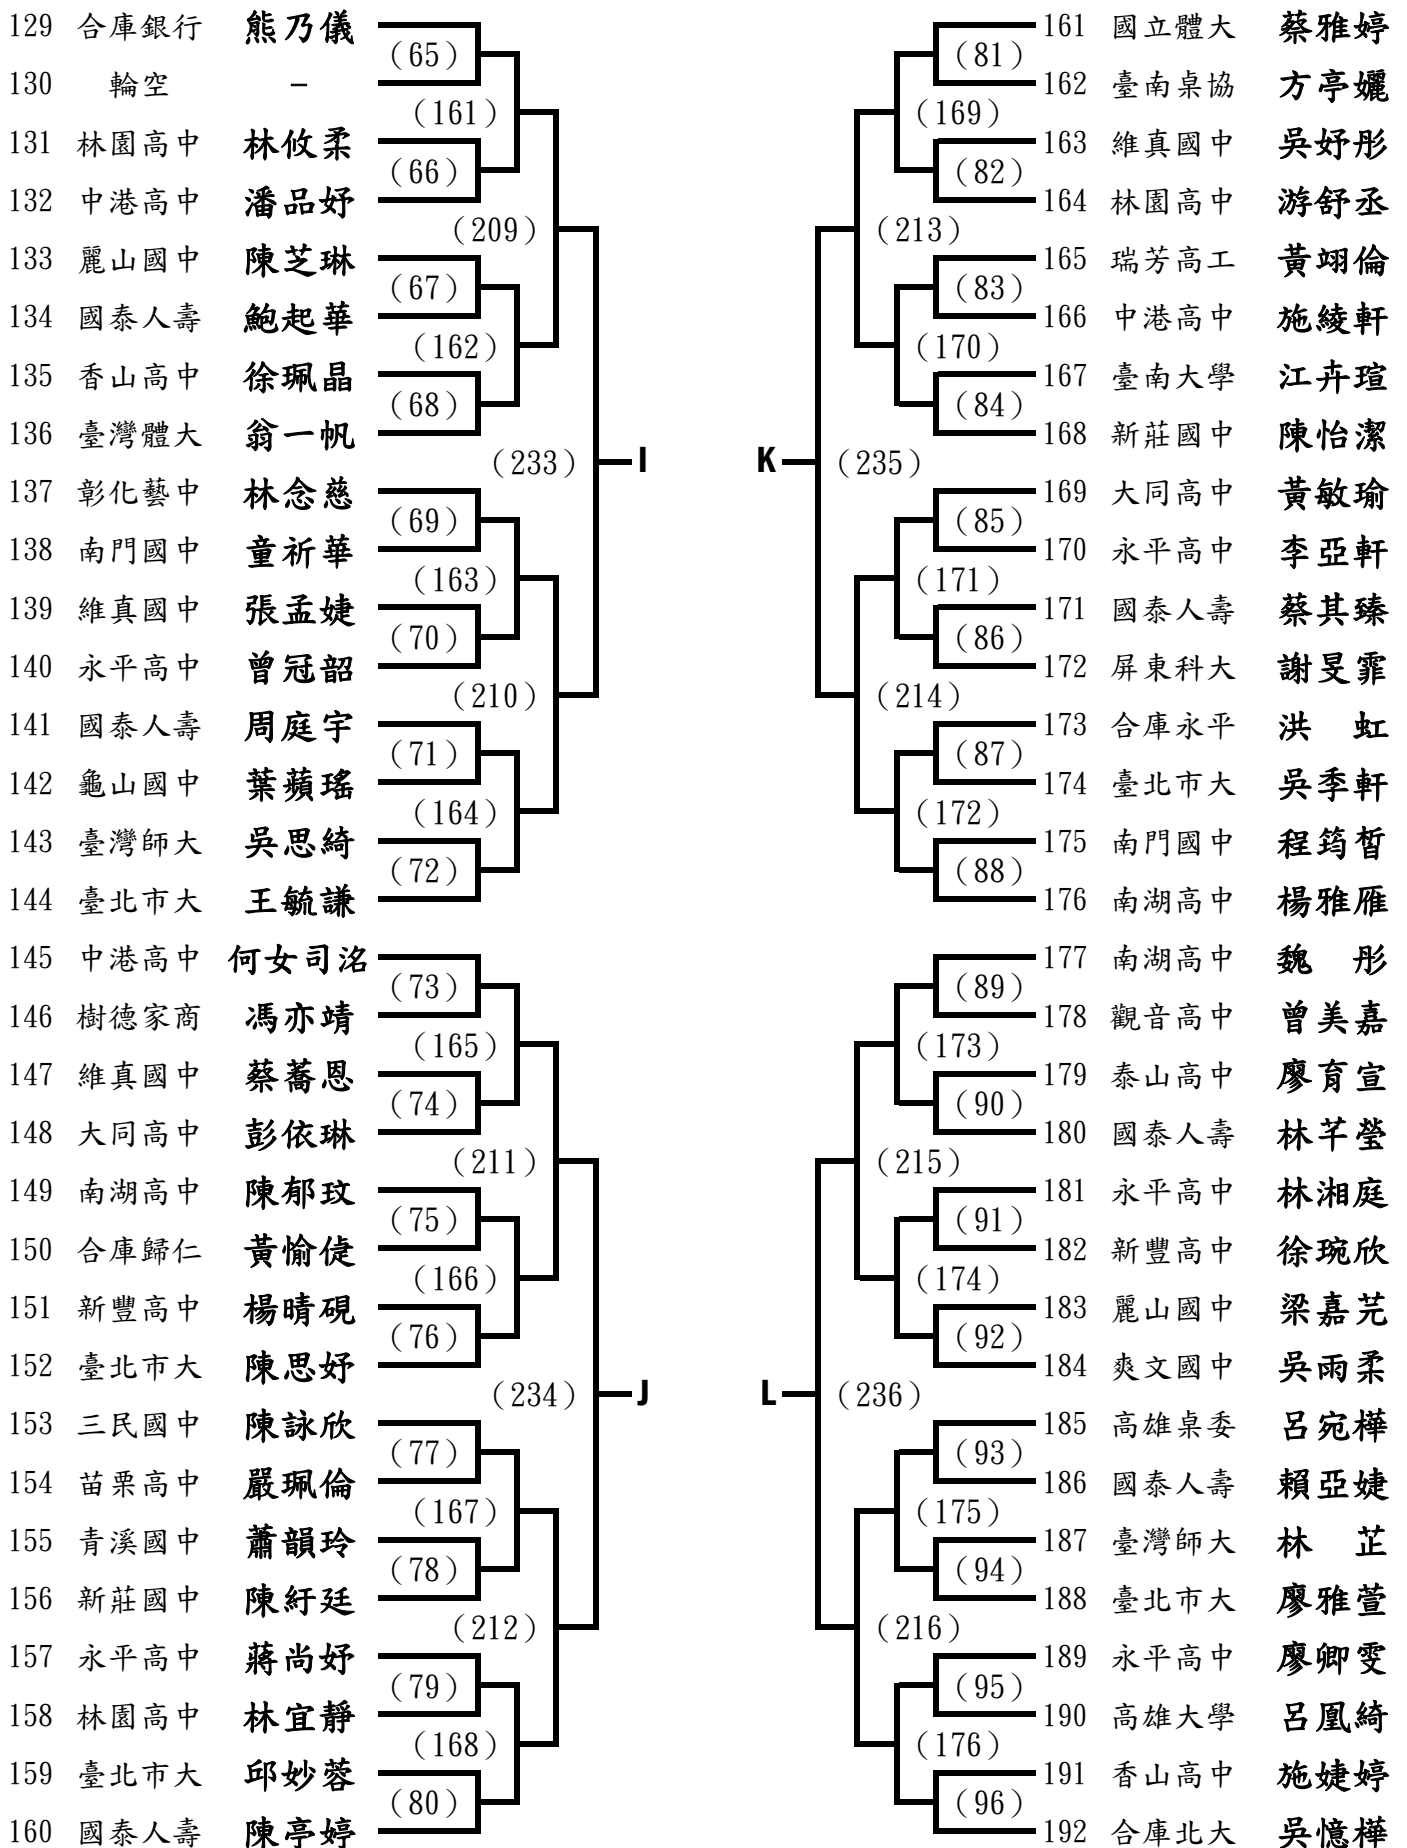 129 合庫銀行 熊乃儀
(65)
130 輪空 –
(161)
131 林園高中 林攸柔
(66)
132 中港高中 潘品妤
(209)
133 麗山國中 陳芝琳
(67)
134 國泰人壽 鮑起華
(162)
135 香山高中 徐珮晶
(68)
136 臺灣體大 翁一帆
(233) I
137 彰化藝中 林念慈
(69)
138 南門國中 童祈華
(163)
139 維真國中 張孟婕
(70)
140 永平高中 曾冠韶
(210)
141 國泰人壽 周庭宇
(71)
142 龜山國中 葉蘋瑤
(164)
143 臺灣師大 吳思綺
(72)
144 臺北市大 王毓謙
145 中港高中 何女司洺
(73)
146 樹德家商 馮亦靖
(165)
147 維真國中 蔡蕎恩
(74)
148 大同高中 彭依琳
(211)
149 南湖高中 陳郁玟
(75)
150 合庫歸仁 黃愉偼
(166)
151 新豐高中 楊晴硯
(76)
152 臺北市大 陳思妤
(234) J
153 三民國中 陳詠欣
(77)
154 苗栗高中 嚴珮倫
(167)
155 青溪國中 蕭韻玲
(78)
156 新莊國中 陳紆廷
(212)
157 永平高中 蔣尚妤
(79)
158 林園高中 林宜靜
(168)
159 臺北市大 邱妙蓉
(80)
160 國泰人壽 陳亭婷
161 國立體大 蔡雅婷
(81)
162 臺南桌協 方亭孋
(169)
163 維真國中 吳妤彤
(82)
164 林園高中 游舒丞
(213)
165 瑞芳高工 黃翊倫
(83)
166 中港高中 施綾軒
(170)
167 臺南大學 江卉瑄
(84)
168 新莊國中 陳怡潔
K (235)
169 大同高中 黃敏瑜
(85)
170 永平高中 李亞軒
(171)
171 國泰人壽 蔡其臻
(86)
172 屏東科大 謝旻霏
(214)
173 合庫永平 洪 虹
(87)
174 臺北市大 吳季軒
(172)
175 南門國中 程筠晳
(88)
176 南湖高中 楊雅雁
177 南湖高中 魏 彤
(89)
178 觀音高中 曾美嘉
(173)
179 泰山高中 廖育宣
(90)
180 國泰人壽 林芊瑩
(215)
181 永平高中 林湘庭
(91)
182 新豐高中 徐琬欣
(174)
183 麗山國中 梁嘉芫
(92)
184 爽文國中 吳雨柔
L (236)
185 高雄桌委 呂宛樺
(93)
186 國泰人壽 賴亞婕
(175)
187 臺灣師大 林 芷
(94)
188 臺北市大 廖雅萱
(216)
189 永平高中 廖卿雯
(95)
190 高雄大學 呂凰綺
(176)
191 香山高中 施婕婷
(96)
192 合庫北大 吳憶樺